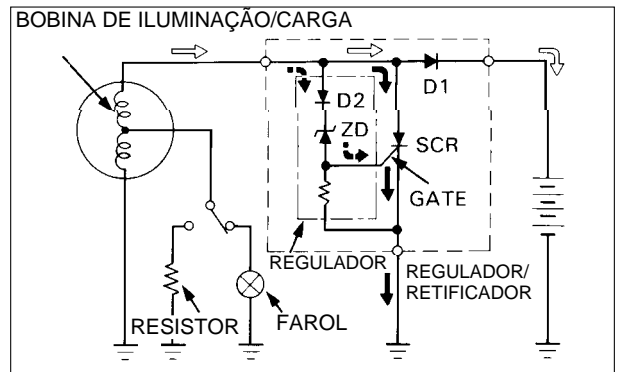 BOBINA DE ILUMINAÇÃO/CARGA
D1
D2
ZD
SCR
GATE
REGULADOR
REGULADOR/
RETIFICADOR
RESISTOR
FAROL